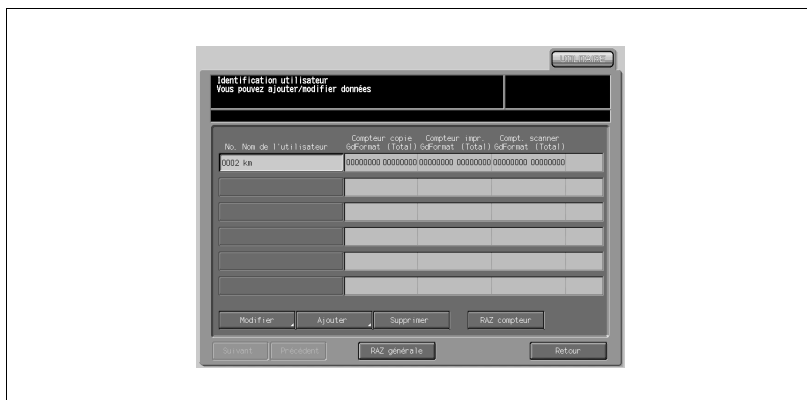 UTILITAIRE
Identification utilisateur
Vous pouvez ajouter/modifier données
Compteur copie Compteur impr. Compt. scanner
No. Nom de l'utilisateur GdFormat (Total) GdFormat (Total) GdFormat (Total)
0002 km 00000000 00000000 00000000 00000000 00000000 00000000
Modifier Ajouter Supprimer RAZ compteur
Suivant Précédent RAZ générale Retour